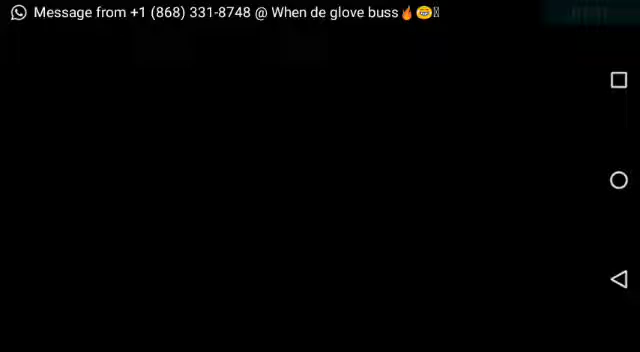 Message from +1 (868) 331-8748 @ When de glove buss🔥😁